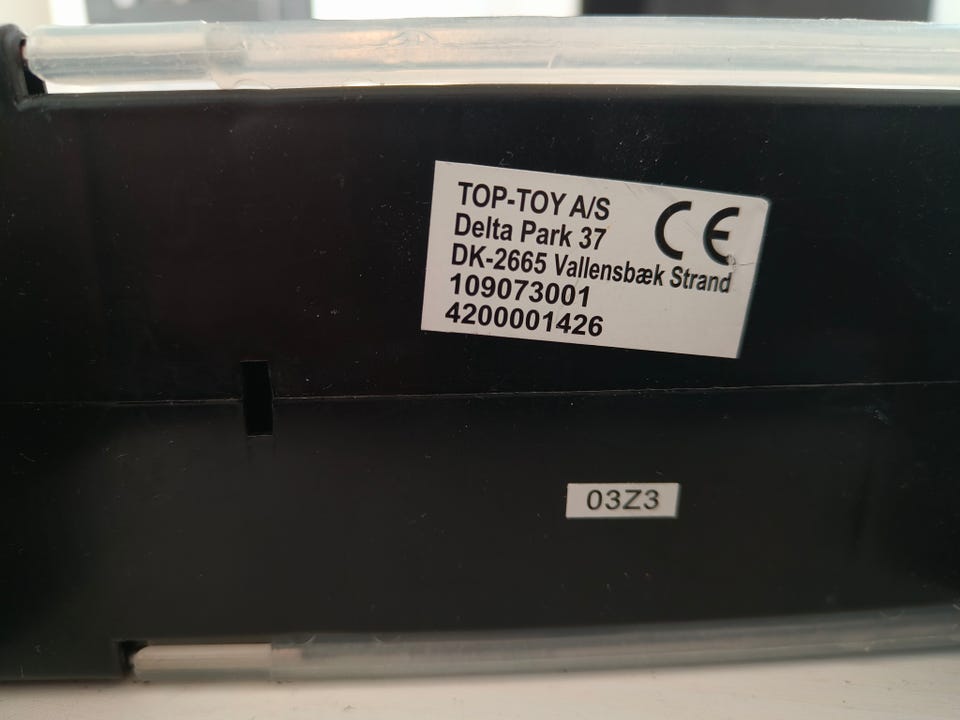 TOP-TOY A/S
Delta Park 37
DK-2665 Vallensbæk Strand
109073001
4200001426
CE
03Z3